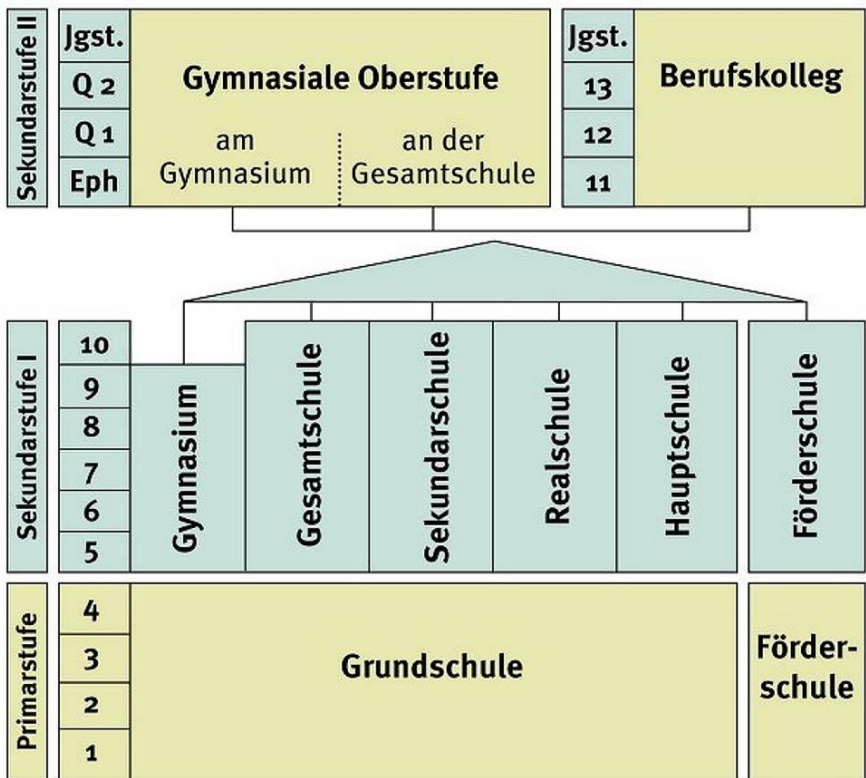 Sekundarstufe II
Jgst.
Q 2
Q 1
Eph
Gymnasiale Oberstufe
am
Gymnasium
an der
Gesamtschule
Jgst.
13
12
11
Berufskolleg
Sekundarstufe I
10
9
8
7
6
5
Gymnasium
Gesamtschule
Sekundarschule
Realschule
Hauptschule
Förderschule
Primarstufe
4
3
2
1
Grundschule
Förder-
schule